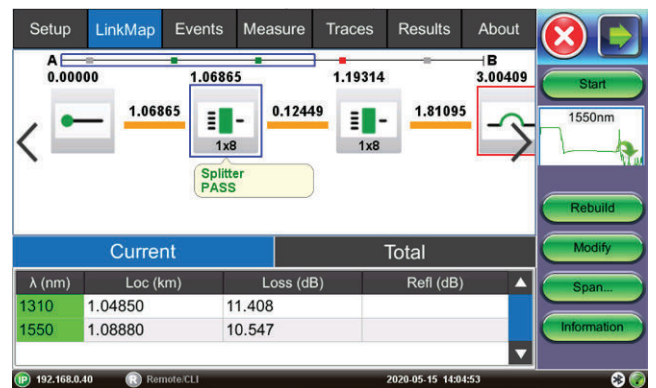 Setup LinkMap Events Measure Traces Results About
A B
0.00000 1.06865 1.19314 3.00409
Start
1.06865 0.12449 1.81095
1550nm
1x8 1x8
Splitter
PASS
Rebuild
Current Total
Modify
λ (nm) Loc (km) Loss (dB) Refl (dB)
Span...
1310 1.04850 11.408
1550 1.08880 10.547
Information
IP 192.168.0.40 R Remote/CLI 2020-05-15 14:04:53